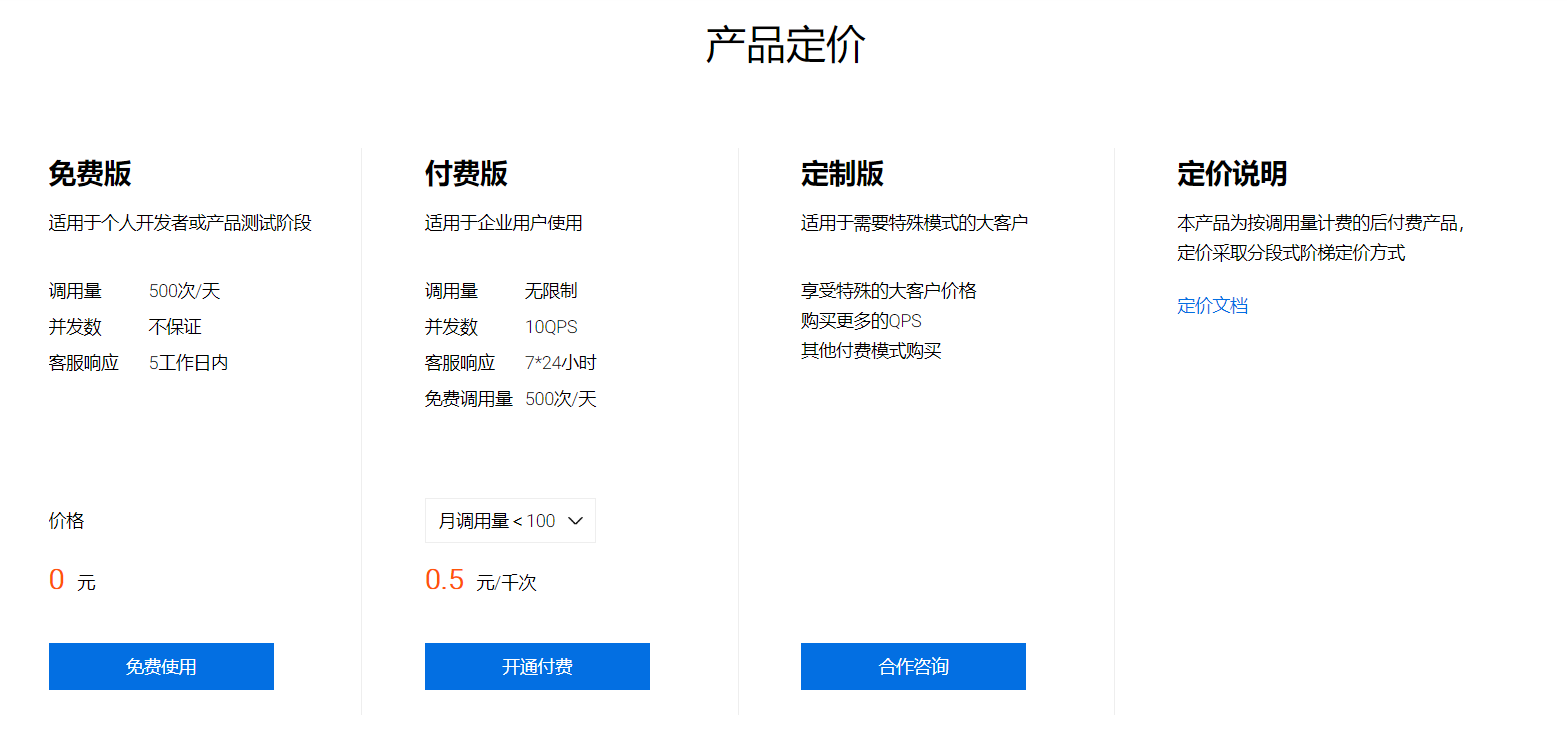 产品定价
免费版
适用于个人开发者或产品测试阶段
调用量 500次/天
并发数 不保证
客服响应 5工作日内
价格
0 元
免费使用
付费版
适用于企业用户使用
调用量 无限制
并发数 10QPS
客服响应 7*24小时
免费调用量 500次/天
月调用量 < 100
0.5 元/千次
开通付费
定制版
适用于需要特殊模式的大客户
享受特殊的大客户价格
购买更多的QPS
其他付费模式购买
合作咨询
定价说明
本产品为按调用量计费的后付费产品，
定价采取分段式阶梯定价方式
定价文档